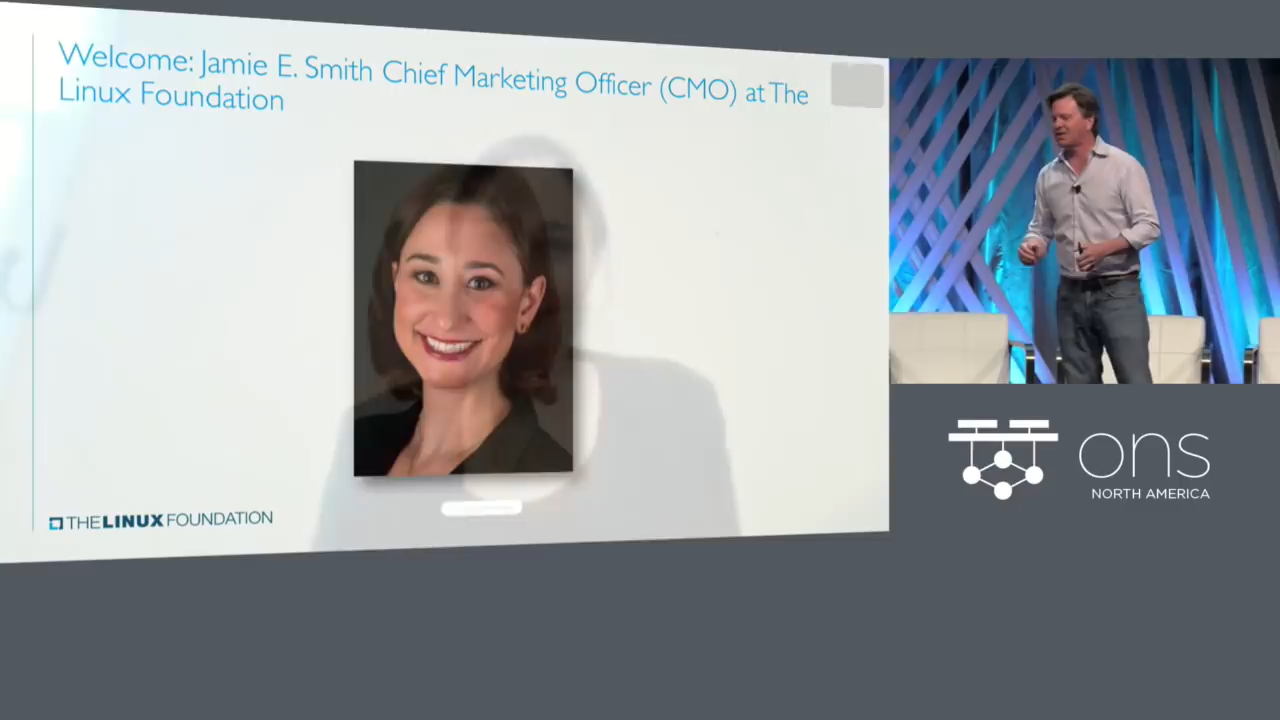 Welcome: Jamie E. Smith Chief Marketing Officer (CMO) at The
Linux Foundation
THE LINUX FOUNDATION
ons
NORTH AMERICA